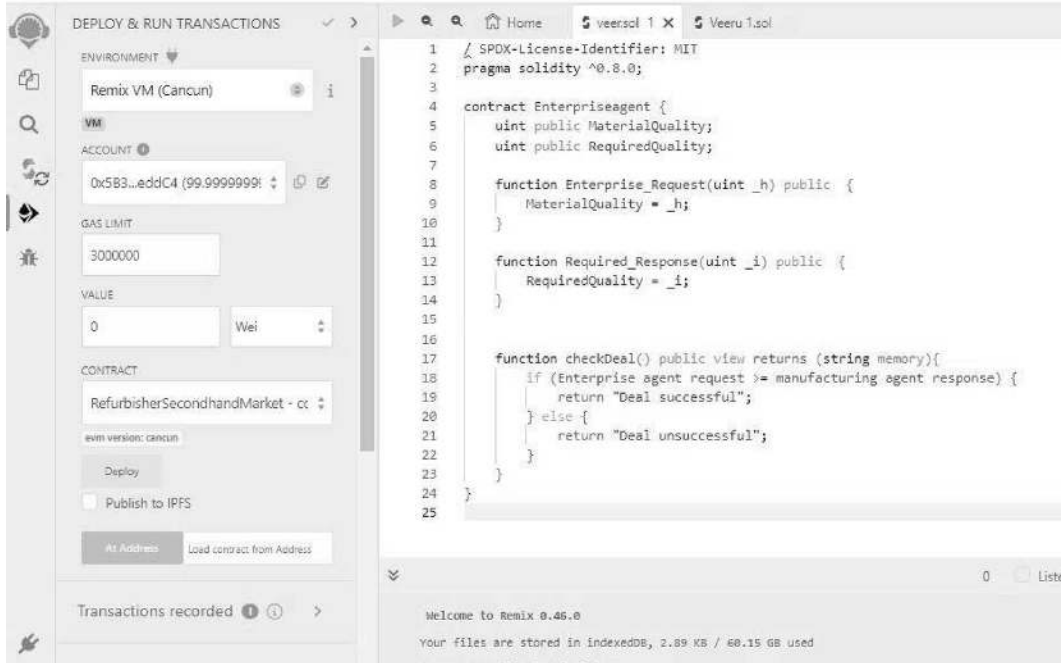 DEPLOY & RUN TRANSACTIONS
ENVIRONMENT
Remix VM (Cancun)
VM
ACCOUNT
0x5B3...eddC4 (99.9999999
GAS LIMIT
3000000
VALUE
0
Wei
CONTRACT
RefurbisherSecondhandMarket - cc
evm version: cancun
Deploy
Publish to IPFS
At Address
Load contract from Address
Transactions recorded
Home
veer.sol 1
Veeru 1.sol
1 / SPDX-License-Identifier: MIT
2 pragma solidity ^0.8.0;
3
4 contract Enterpriseagent {
5 uint public MaterialQuality;
6 uint public RequiredQuality;
7
8 function Enterprise_Request(uint _h) public {
9 MaterialQuality = _h;
10 }
11
12 function Required_Response(uint _i) public {
13 RequiredQuality = _i;
14 }
15
16
17 function checkDeal() public view returns (string memory){
18 if (Enterprise agent request >= manufacturing agent response) {
19 return "Deal successful";
20 } else {
21 return "Deal unsuccessful";
22 }
23 }
24 }
25
0
Liste
Welcome to Remix 0.46.0
Your files are stored in indexedDB, 2.89 KB / 60.15 GB used